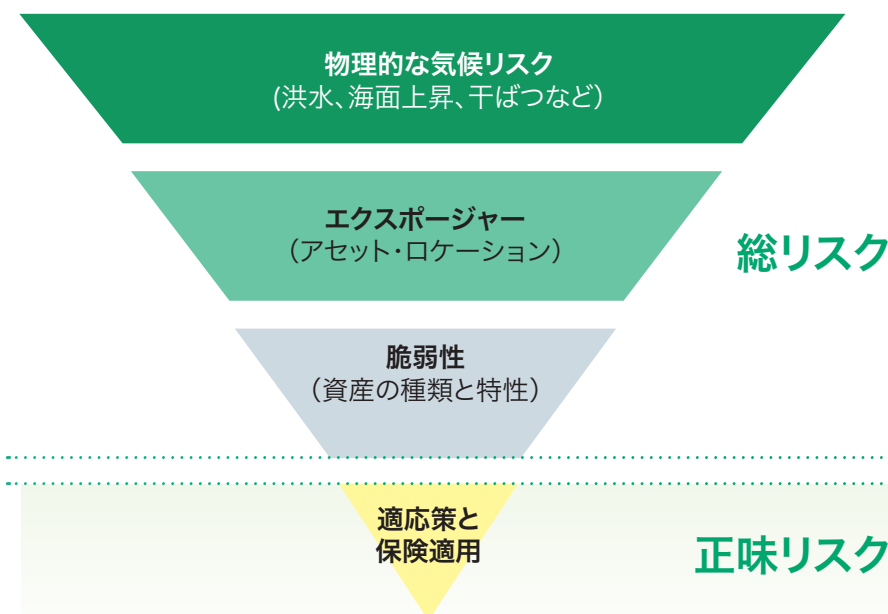 物理的な気候リスク
(洪水、海面上昇、干ばつなど）
エクスポージャー
（アセット・ロケーション）
総リスク
脆弱性
（資産の種類と特性）
適応策と
保険適用
正味リスク